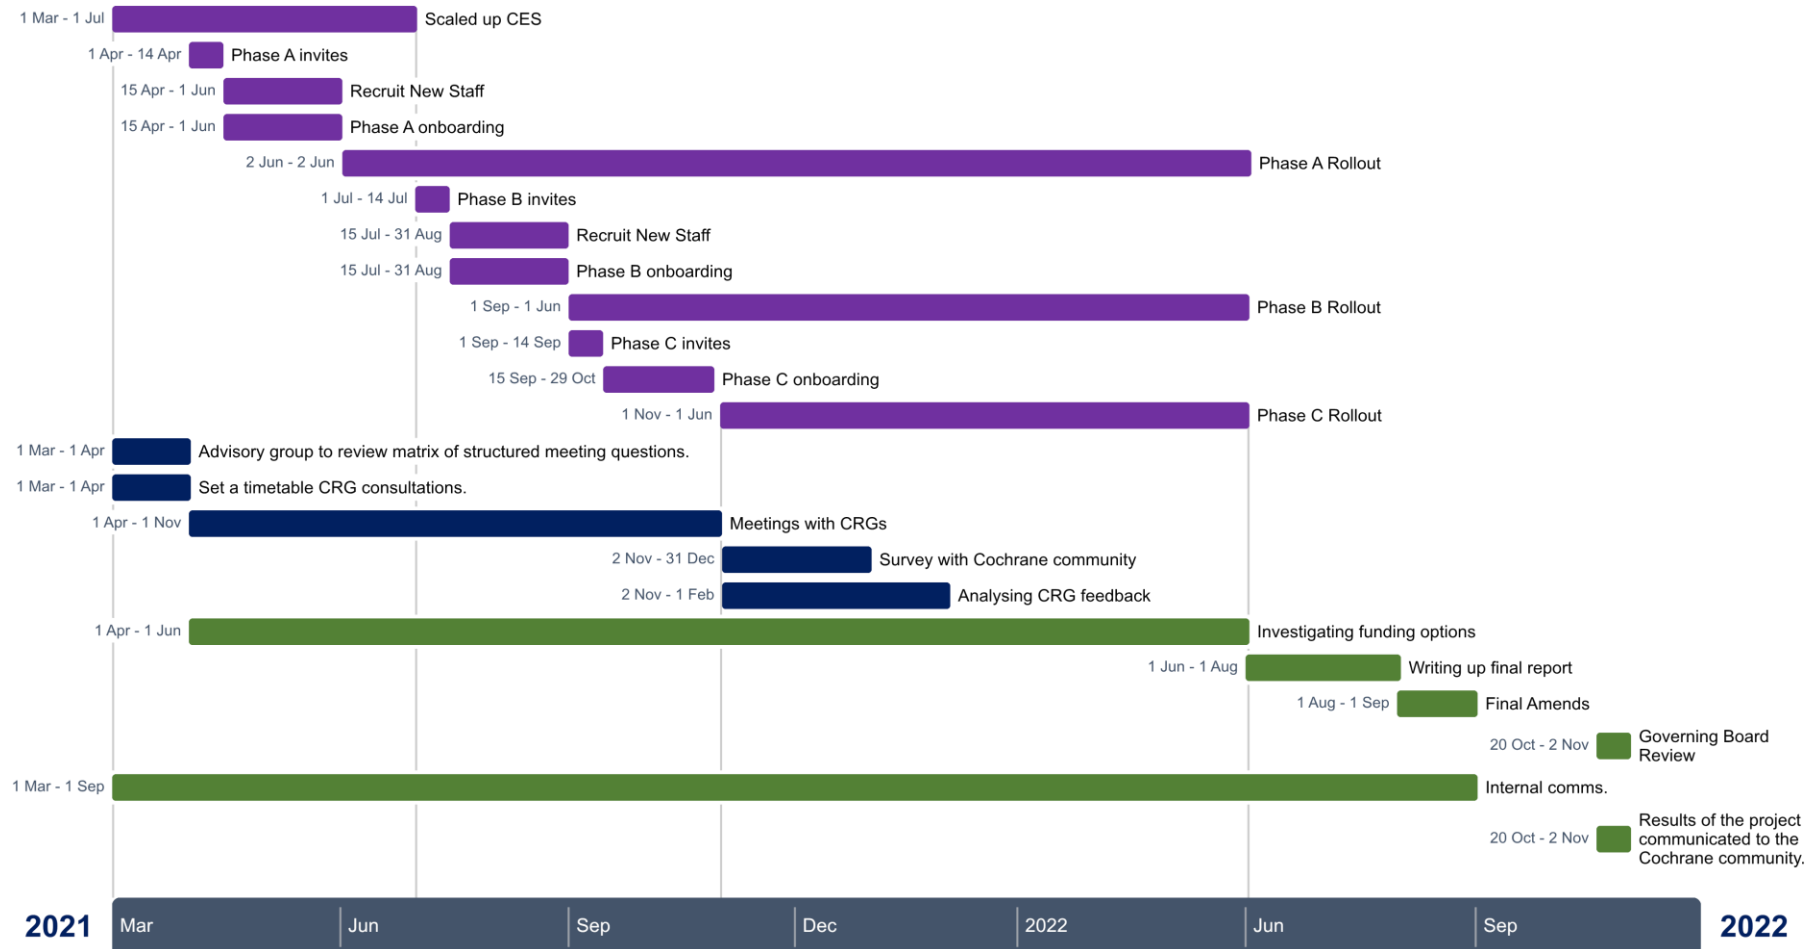 1 Mar - 1 Jul Scaled up CES
1 Apr - 14 Apr Phase A invites
15 Apr - 1 Jun Recruit New Staff
15 Apr - 1 Jun Phase A onboarding
2 Jun - 2 Jun Phase A Rollout
1 Jul - 14 Jul Phase B invites
15 Jul - 31 Aug Recruit New Staff
15 Jul - 31 Aug Phase B onboarding
1 Sep - 1 Jun Phase B Rollout
1 Sep - 14 Sep Phase C invites
15 Sep - 29 Oct Phase C onboarding
1 Nov - 1 Jun Phase C Rollout
1 Mar - 1 Apr Advisory group to review matrix of structured meeting questions.
1 Mar - 1 Apr Set a timetable CRG consultations.
1 Apr - 1 Nov Meetings with CRGs
2 Nov - 31 Dec Survey with Cochrane community
2 Nov - 1 Feb Analysing CRG feedback
1 Apr - 1 Jun Investigating funding options
1 Jun - 1 Aug Writing up final report
1 Aug - 1 Sep Final Amends
20 Oct - 2 Nov Governing Board
Review
1 Mar - 1 Sep Internal comms.
Results of the project
20 Oct - 2 Nov communicated to the
Cochrane community.
2021 Mar Jun Sep Dec 2022 Jun Sep 2022